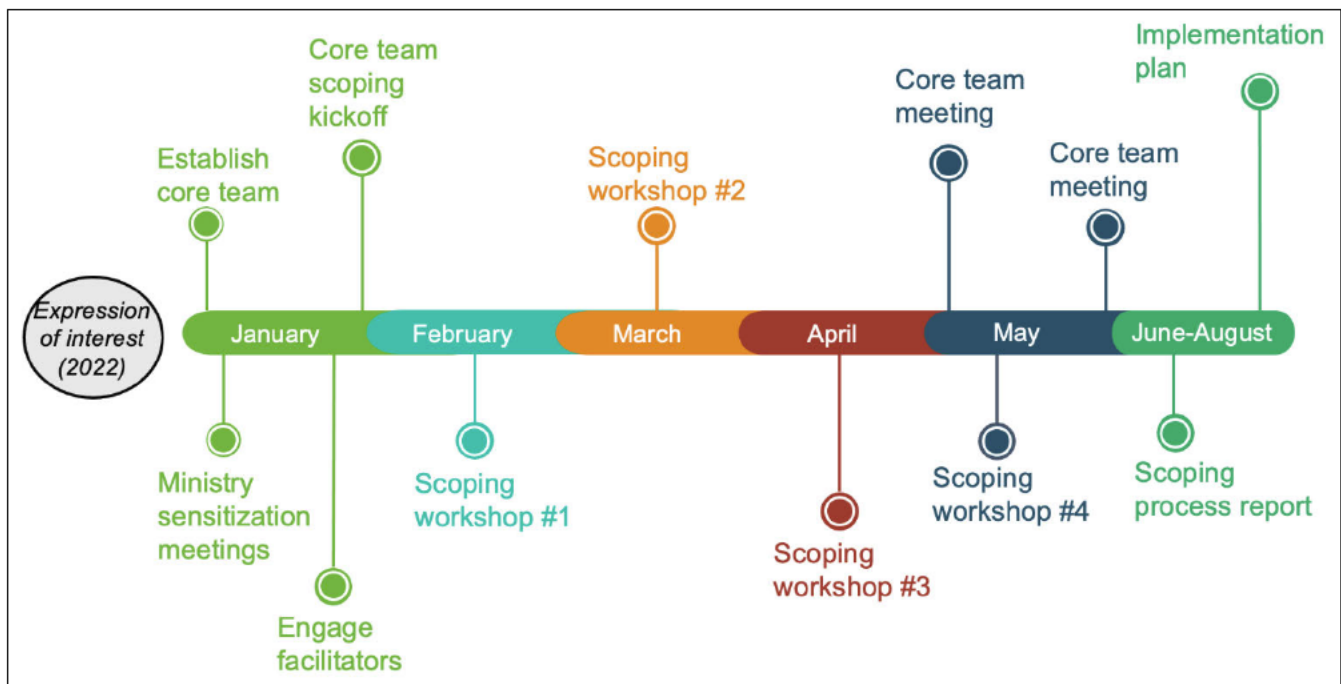 Implementation
plan
Core team
scoping
kickoff
Core team
meeting
Establish
core team
Scoping
workshop #2
Core team
meeting
Expression
of interest
(2022)
January
February
March
April
May
June-August
Ministry
sensitization
meetings
Scoping
workshop #1
Scoping
workshop #4
Scoping
process report
Scoping
workshop #3
Engage
facilitators